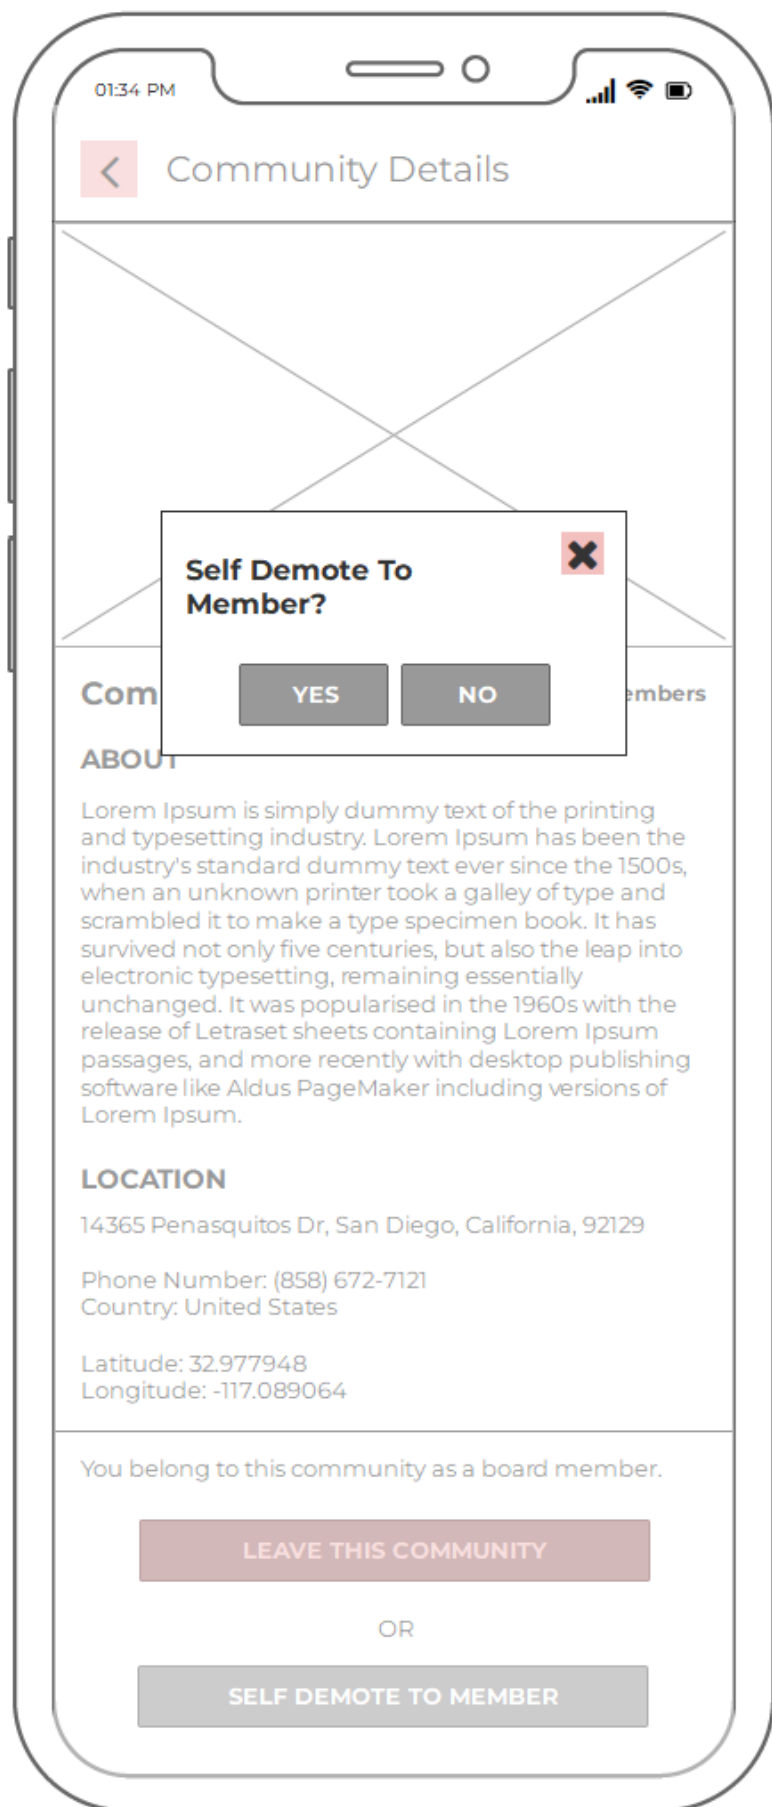 01:34 PM
Community Details
Self Demote To
Member?
YES
NO
Com
embers
ABOUT
Lorem Ipsum is simply dummy text of the printing
and typesetting industry. Lorem Ipsum has been the
industry's standard dummy text ever since the 1500s,
when an unknown printer took a galley of type and
scrambled it to make a type specimen book. It has
survived not only five centuries, but also the leap into
electronic typesetting, remaining essentially
unchanged. It was popularised in the 1960s with the
release of Letraset sheets containing Lorem Ipsum
passages, and more recently with desktop publishing
software like Aldus PageMaker including versions of
Lorem Ipsum.
LOCATION
14365 Penasquitos Dr, San Diego, California, 92129
Phone Number: (858) 672-7121
Country: United States
Latitude: 32.977948
Longitude: -117.089064
You belong to this community as a board member.
LEAVE THIS COMMUNITY
OR
SELF DEMOTE TO MEMBER